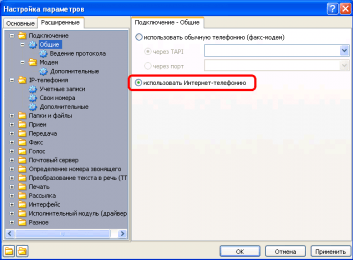 Настройка параметров
Основные
Расширенные
Подключение
Общие
Ведение протокола
Модем
Дополнительные
IP-телефония
Учетные записи
Свои номера
Дополнительные
Папки и файлы
Прием
Передача
Факс
Голос
Почтовый сервер
Определение номера звонящего
Преобразование текста в речь (TT
Печать
Рассылка
Интерфейс
Исполнительный модуль (драйвер
Разное
Подключение - Общие
использовать обычную телефонию (факс-модем)
через TAPI
через порт
использовать Интернет-телефонию
ОК
Отмена
Применить